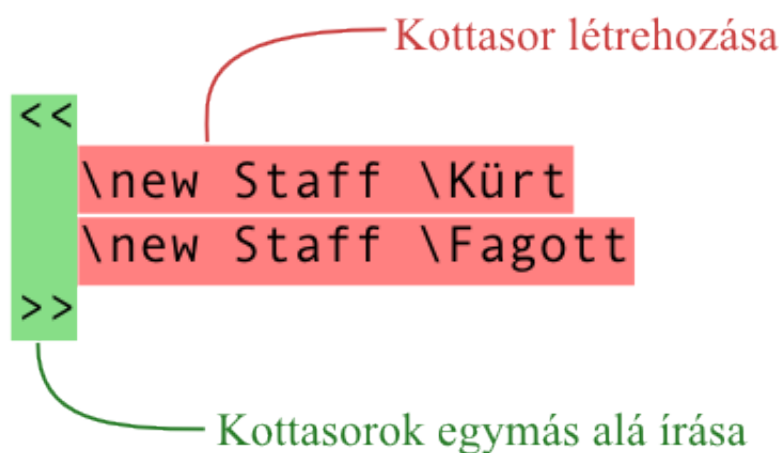 Kottasor létrehozása
<<
\new Staff \Kürt
\new Staff \Fagott
>>
Kottasorok egymás alá írása